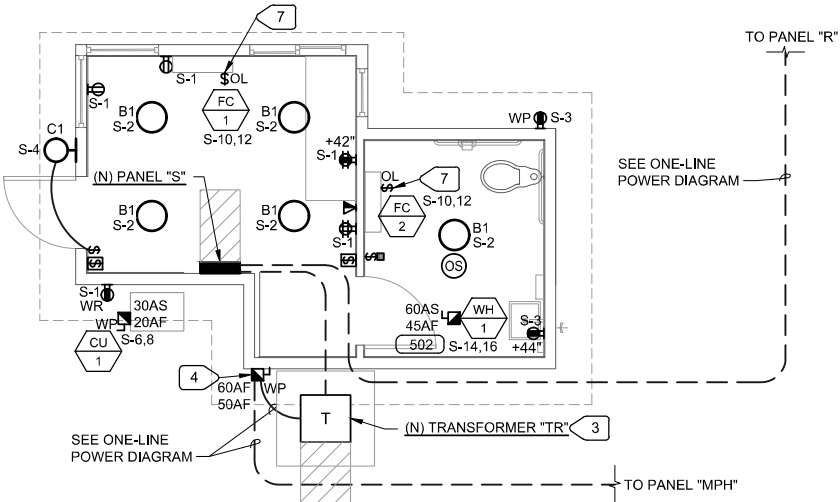 7
TO PANEL "R"
S-1
OL
S-1
FC
1
S-10,12
B1
S-2
B1
S-2
WP
S-3
C1
S-4
+42"
S-1
SEE ONE-LINE
POWER DIAGRAM
(N) PANEL "S"
OL
7
S-10,12
FC
2
B1
S-2
B1
S-2
S-1
B1
S-2
S
OS
S
S-1
WR
30AS
20AF
WP
S-6,8
CU
1
60AS
45AF
502
WH
1
S-14,16
S-3
+44"
4
60AF
50AF
WP
T
(N) TRANSFORMER "TR"
3
SEE ONE-LINE
POWER DIAGRAM
TO PANEL "MPH"